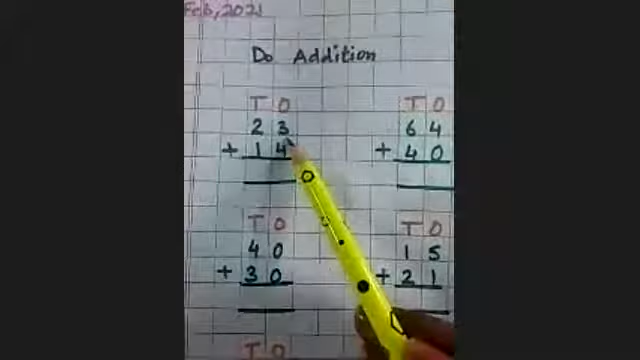 Feb, 2021
Do Addition
T O
2 3
+ 1 4
T O
6 4
+ 4 0
T O
4 0
+ 3 0
T O
1 5
+ 2 1
T O